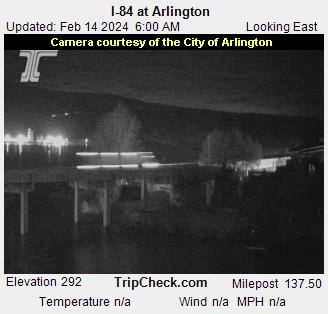 I-84 at Arlington
Updated: Feb 14 2024 6:00 AM Looking East
Camera courtesy of the City of Arlington
Elevation 292 TripCheck.com Milepost 137.50
Temperature n/a Wind n/a MPH n/a